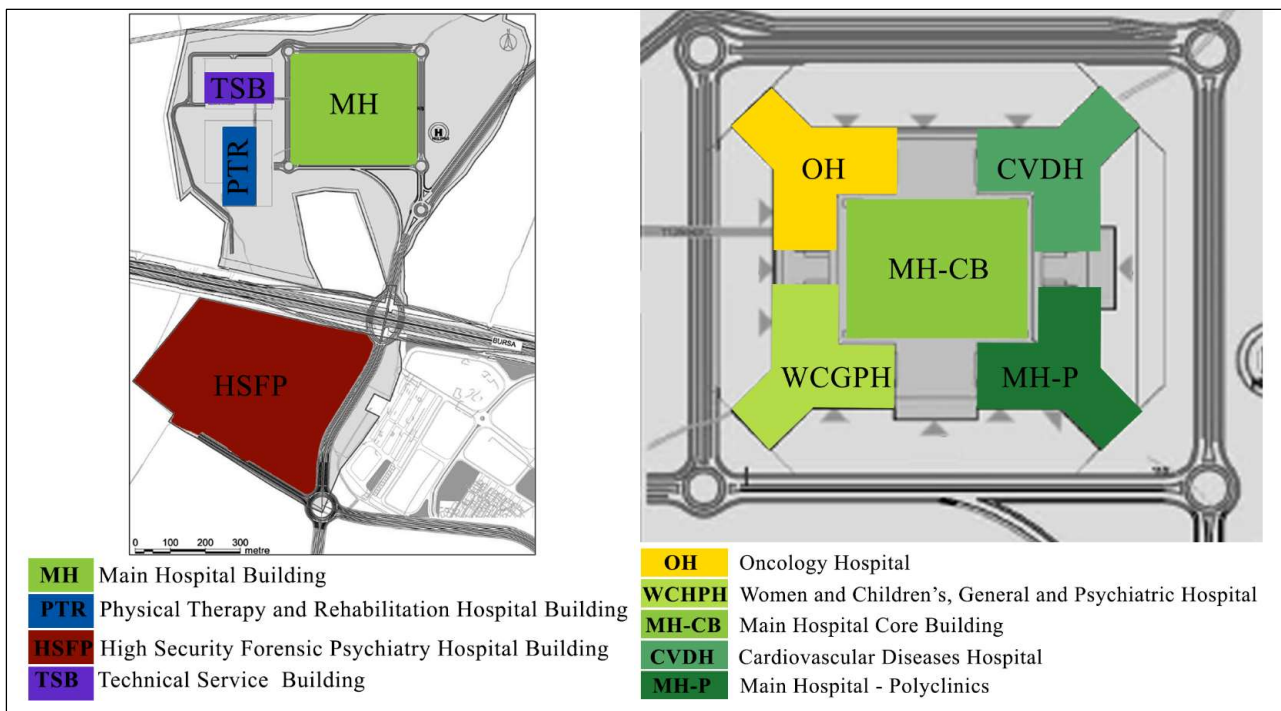 TSB
MH
H
PTR
BURSA
HSFP
0 100 200 300
metre
MH Main Hospital Building
PTR Physical Therapy and Rehabilitation Hospital Building
HSFP High Security Forensic Psychiatry Hospital Building
TSB Technical Service Building
OH
CVDH
MH-CB
WCGPH
MH-P
OH Oncology Hospital
WCHPH Women and Children's, General and Psychiatric Hospital
MH-CB Main Hospital Core Building
CVDH Cardiovascular Diseases Hospital
MH-P Main Hospital - Polyclinics